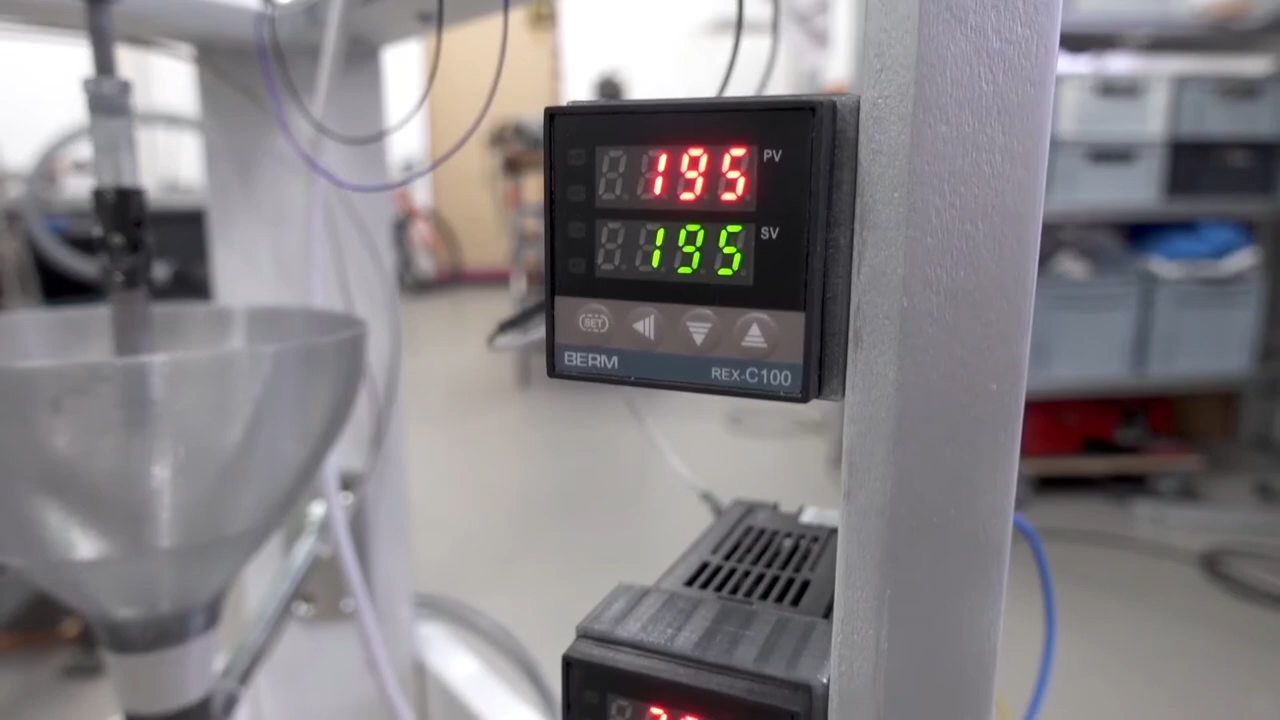 195 PV
195 SV
SET
BERM
REX-C100